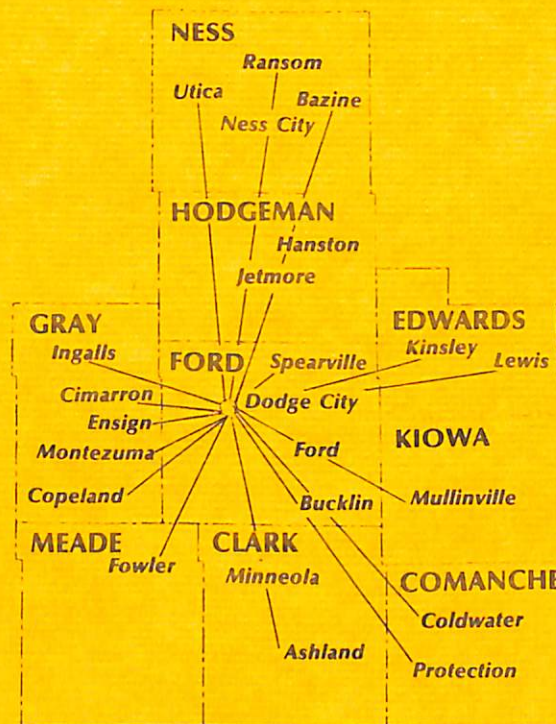 NESS
Ransom
Utica
Bazine
Ness City
HODGEMAN
Hanston
Jetmore
GRAY
EDWARDS
Ingalls
FORD
Spearville
Kinsley
Lewis
Cimarron
Dodge City
Ensign
KIOWA
Montezuma
Ford
Copeland
Bucklin
Mullinville
MEADE
CLARK
Fowler
Minneola
COMANCHE
Coldwater
Ashland
Protection